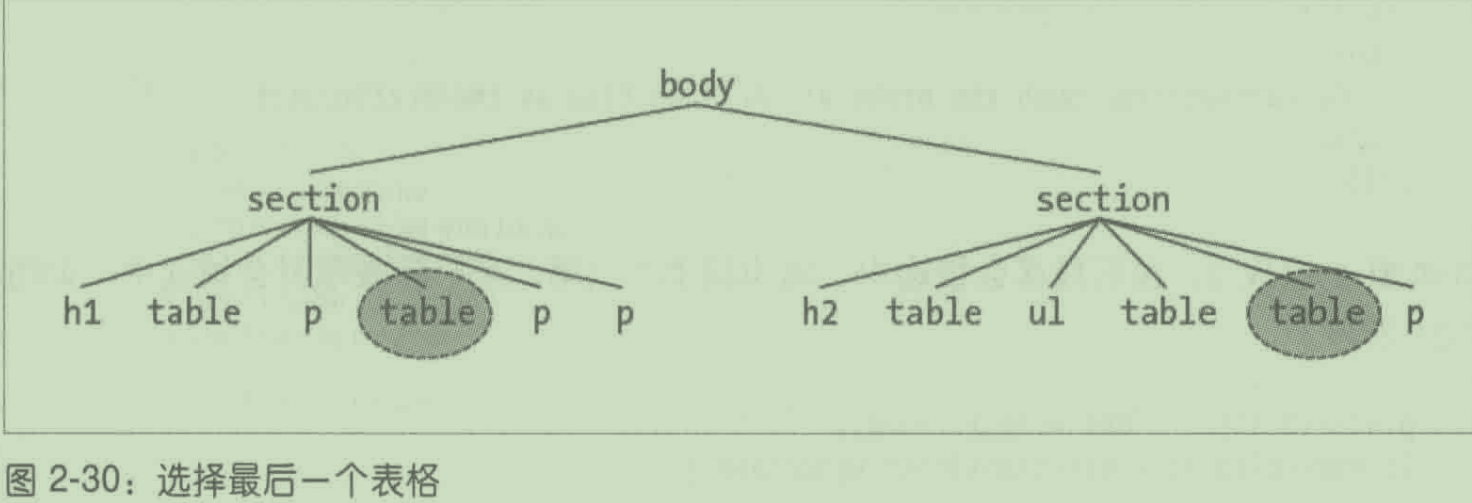 body
section section
h1 table p table p p h2 table ul table table p
图 2-30：选择最后一个表格